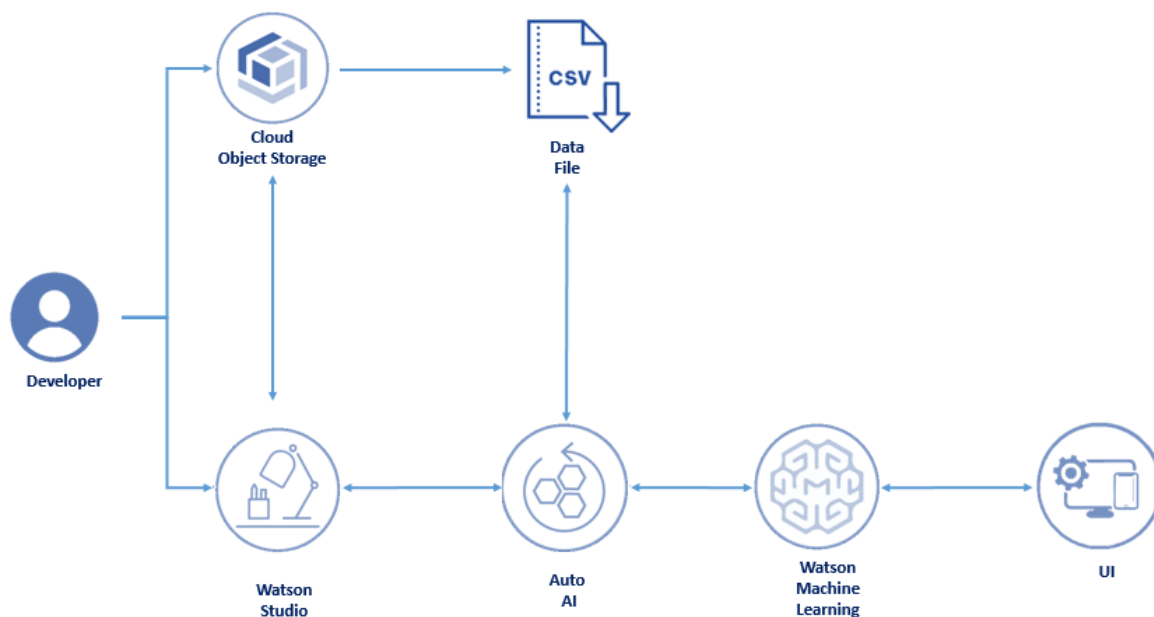 CSV
Cloud
Object Storage
Data
File
Developer
Watson
Studio
Auto
AI
Watson
Machine
Learning
UI